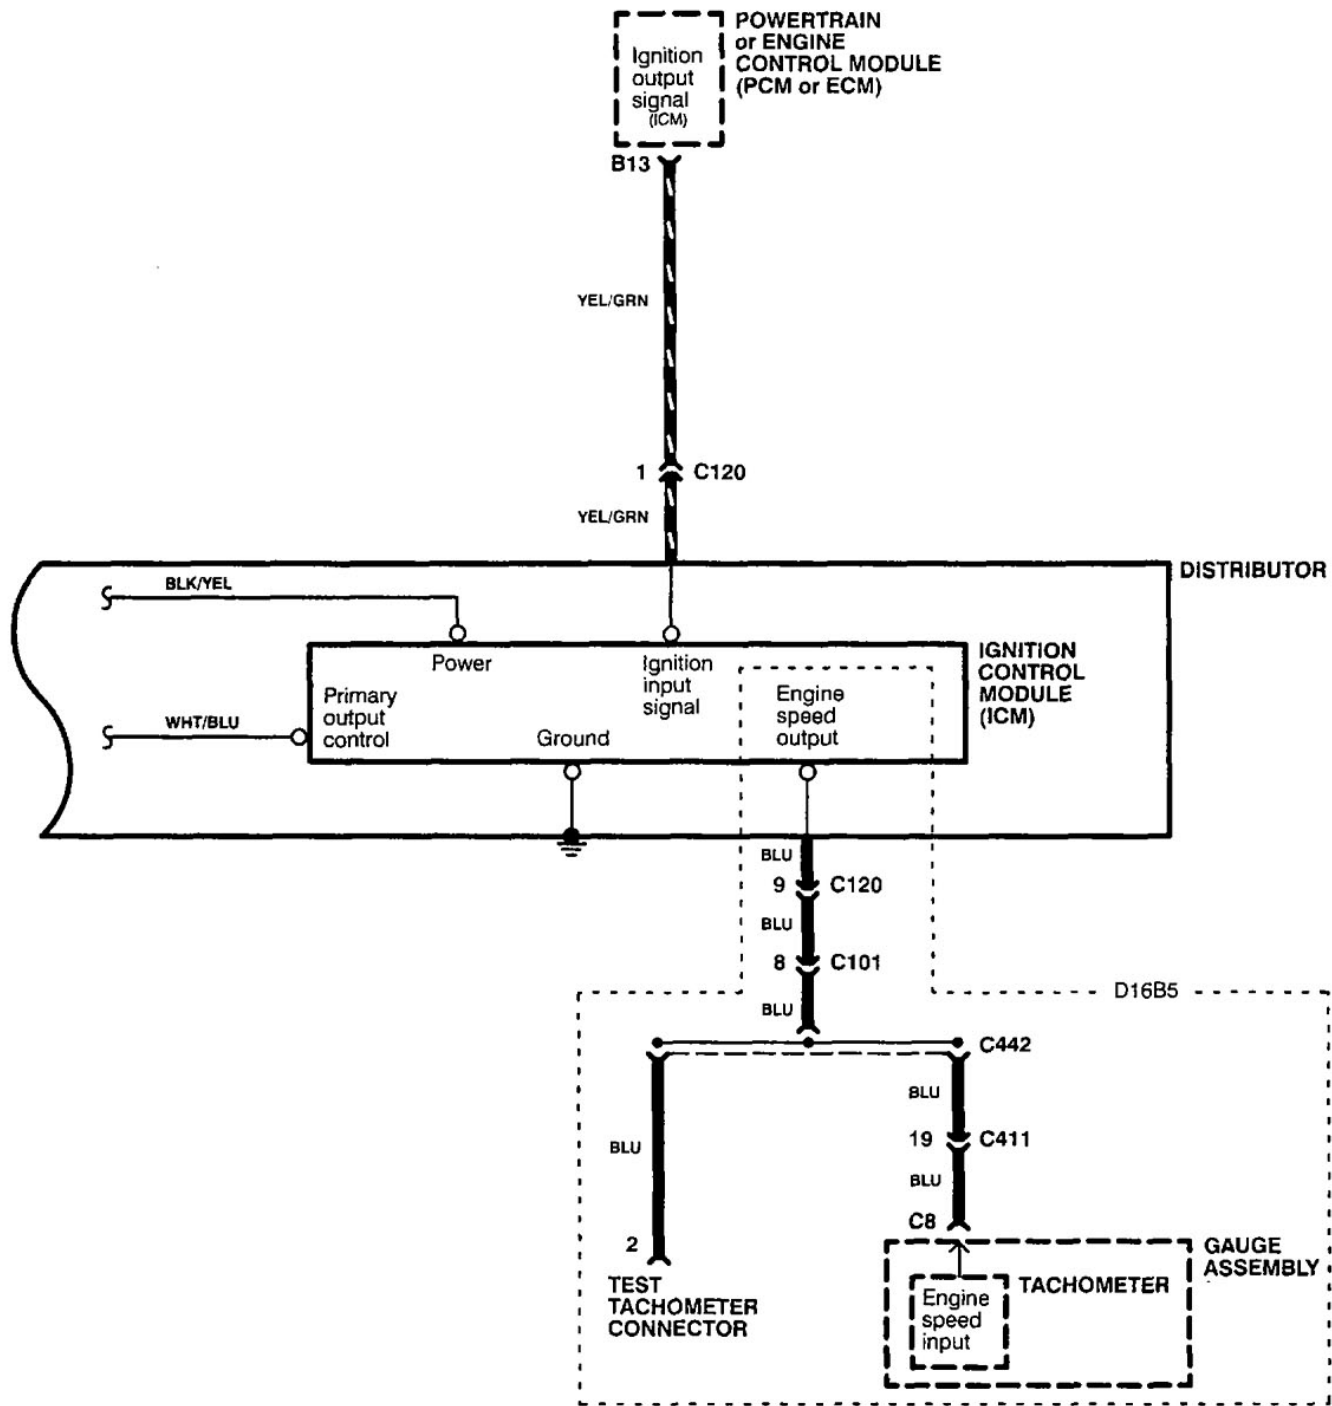 POWERTRAIN
or ENGINE
CONTROL MODULE
(PCM or ECM)
Ignition
output
signal
(ICM)
B13
YEL/GRN
1
C120
YEL/GRN
DISTRIBUTOR
BLK/YEL
IGNITION
CONTROL
MODULE
(ICM)
Power
Ignition
input
signal
Primary
output
control
Engine
speed
output
WHT/BLU
Ground
BLU
9
C120
BLU
8
C101
D16B5
BLU
C442
BLU
19
C411
BLU
BLU
C8
2
TEST
TACHOMETER
CONNECTOR
GAUGE
ASSEMBLY
TACHOMETER
Engine
speed
input